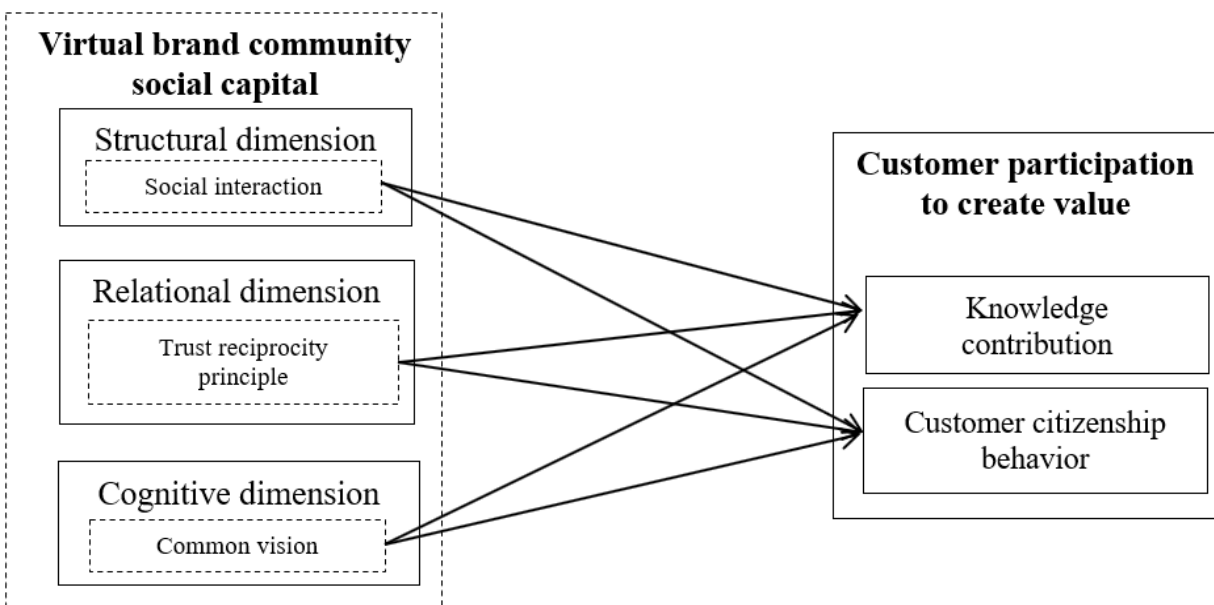 Virtual brand community
social capital
Structural dimension
Social interaction
Relational dimension
Trust reciprocity
principle
Cognitive dimension
Common vision
Customer participation
to create value
Knowledge
contribution
Customer citizenship
behavior